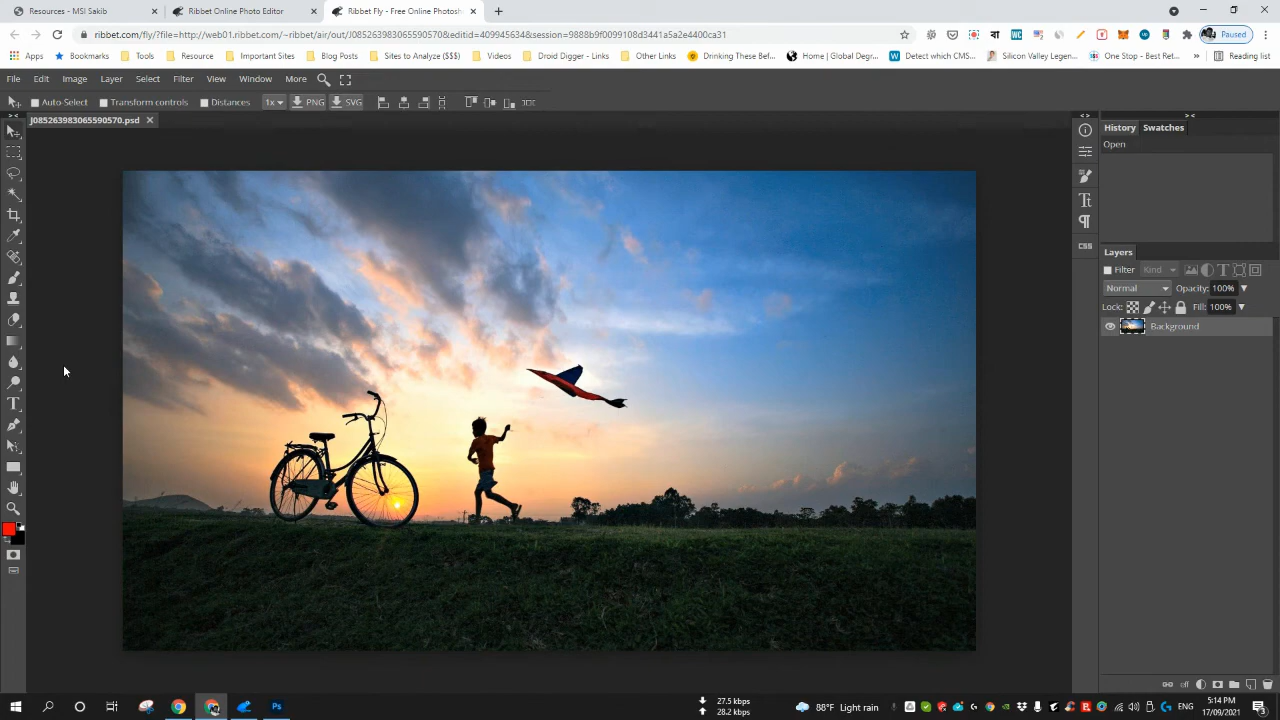 Resources - MSI Sakib
Ribbet Online Photo Editor
Ribbet Fly - Free Online Photosh
ribbet.com/fly/?file=http://web01.ribbet.com/~ribbet/air/out/J085263983065590570.psd&editid=409945634&session=9888b9f0099108d3441a5a2e4400ca31
Paused
Apps Bookmarks Tools Resource Blog Posts Sites to Analyze ($$$) Videos Droid Digger - Links Other Links Drinking These Bef... Home | Global Degr... Detect which CMS... Silicon Valley Legen... One Stop - Best Ret... » Reading list
File Edit Image Layer Select Filter View Window More
Auto-Select Transform controls Distances 1x PNG SVG
J085263983065590570.psd
History Swatches
Open
CSS
Layers
Filter Kind
Normal Opacity: 100%
Lock: Fill: 100%
Background
27.5 kbps
28.2 kbps
88°F Light rain
ENG
5:14 PM
17/09/2021